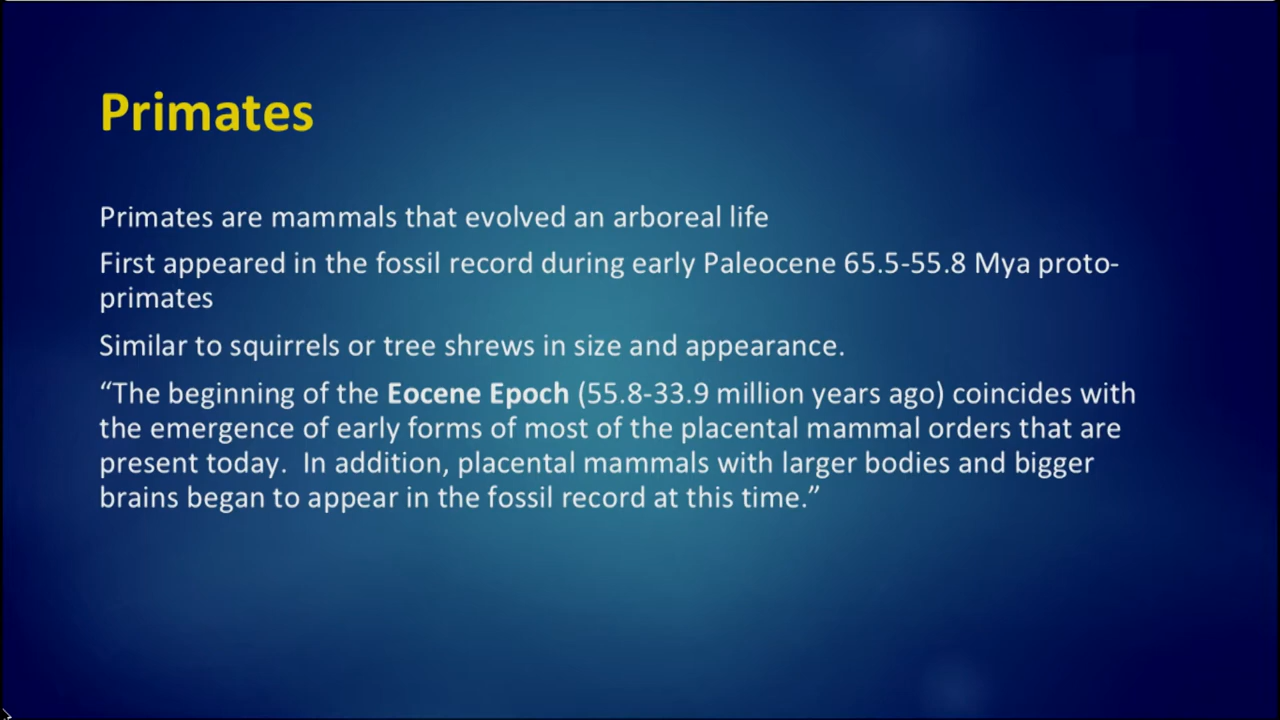 Primates
Primates are mammals that evolved an arboreal life
First appeared in the fossil record during early Paleocene 65.5-55.8 Mya proto-
primates
Similar to squirrels or tree shrews in size and appearance.
“The beginning of the Eocene Epoch (55.8-33.9 million years ago) coincides with
the emergence of early forms of most of the placental mammal orders that are
present today.  In addition, placental mammals with larger bodies and bigger
brains began to appear in the fossil record at this time.”